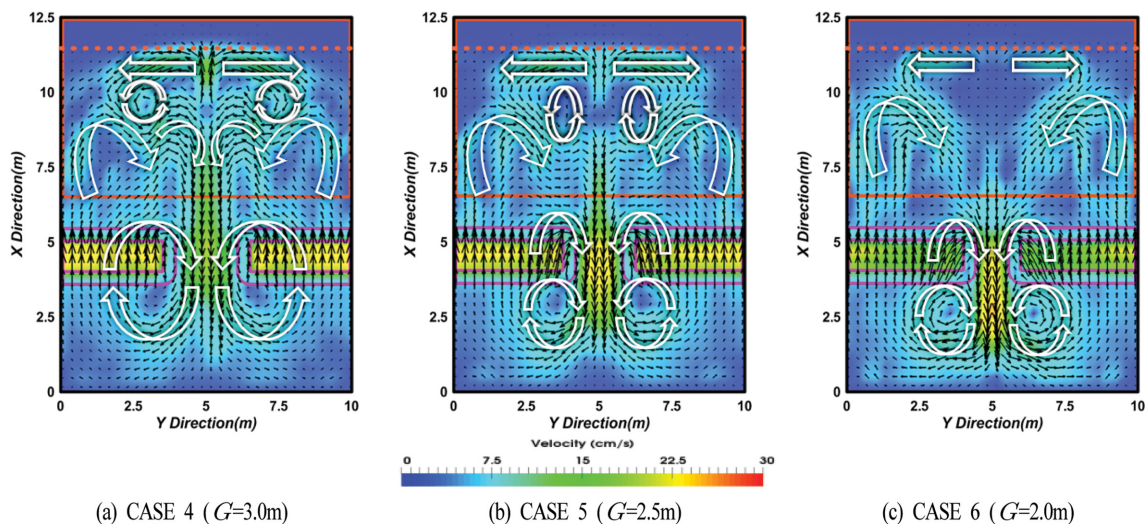 12.5
10
7.5
5
2.5
0
X Direction(m)
0 2.5 5 7.5 10
Y Direction(m)
12.5
10
7.5
5
2.5
0
X Direction(m)
0 2.5 5 7.5 10
Y Direction(m)
12.5
10
7.5
5
2.5
0
X Direction(m)
0 2.5 5 7.5 10
Y Direction(m)
Velocity (cm/s)
0 7.5 15 22.5 30
(a) CASE 4 ( G'=3.0m)
(b) CASE 5 ( G'=2.5m)
(c) CASE 6 ( G'=2.0m)